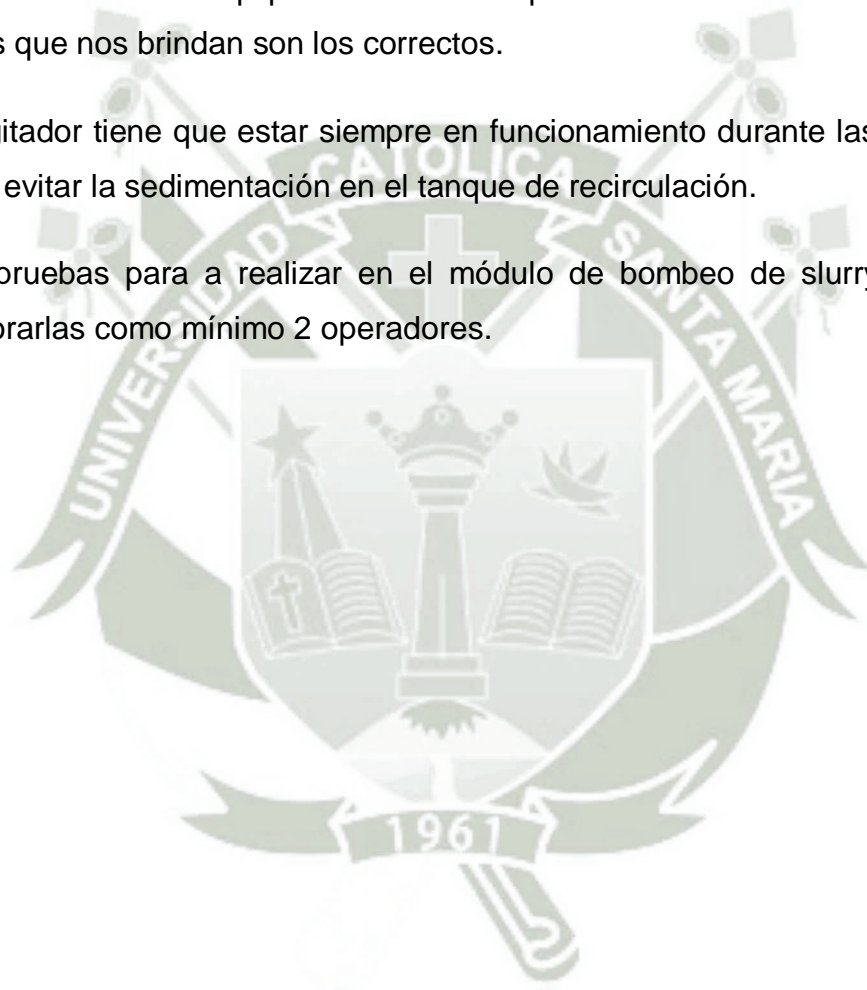 s que nos brindan son los correctos.
gitador tiene que estar siempre en funcionamiento durante las
evitar la sedimentación en el tanque de recirculación.
pruebas para a realizar en el módulo de bombeo de slurry
orarlas como mínimo 2 operadores.
UNIVERSIDAD CATOLICA SANTA MARIA
1961